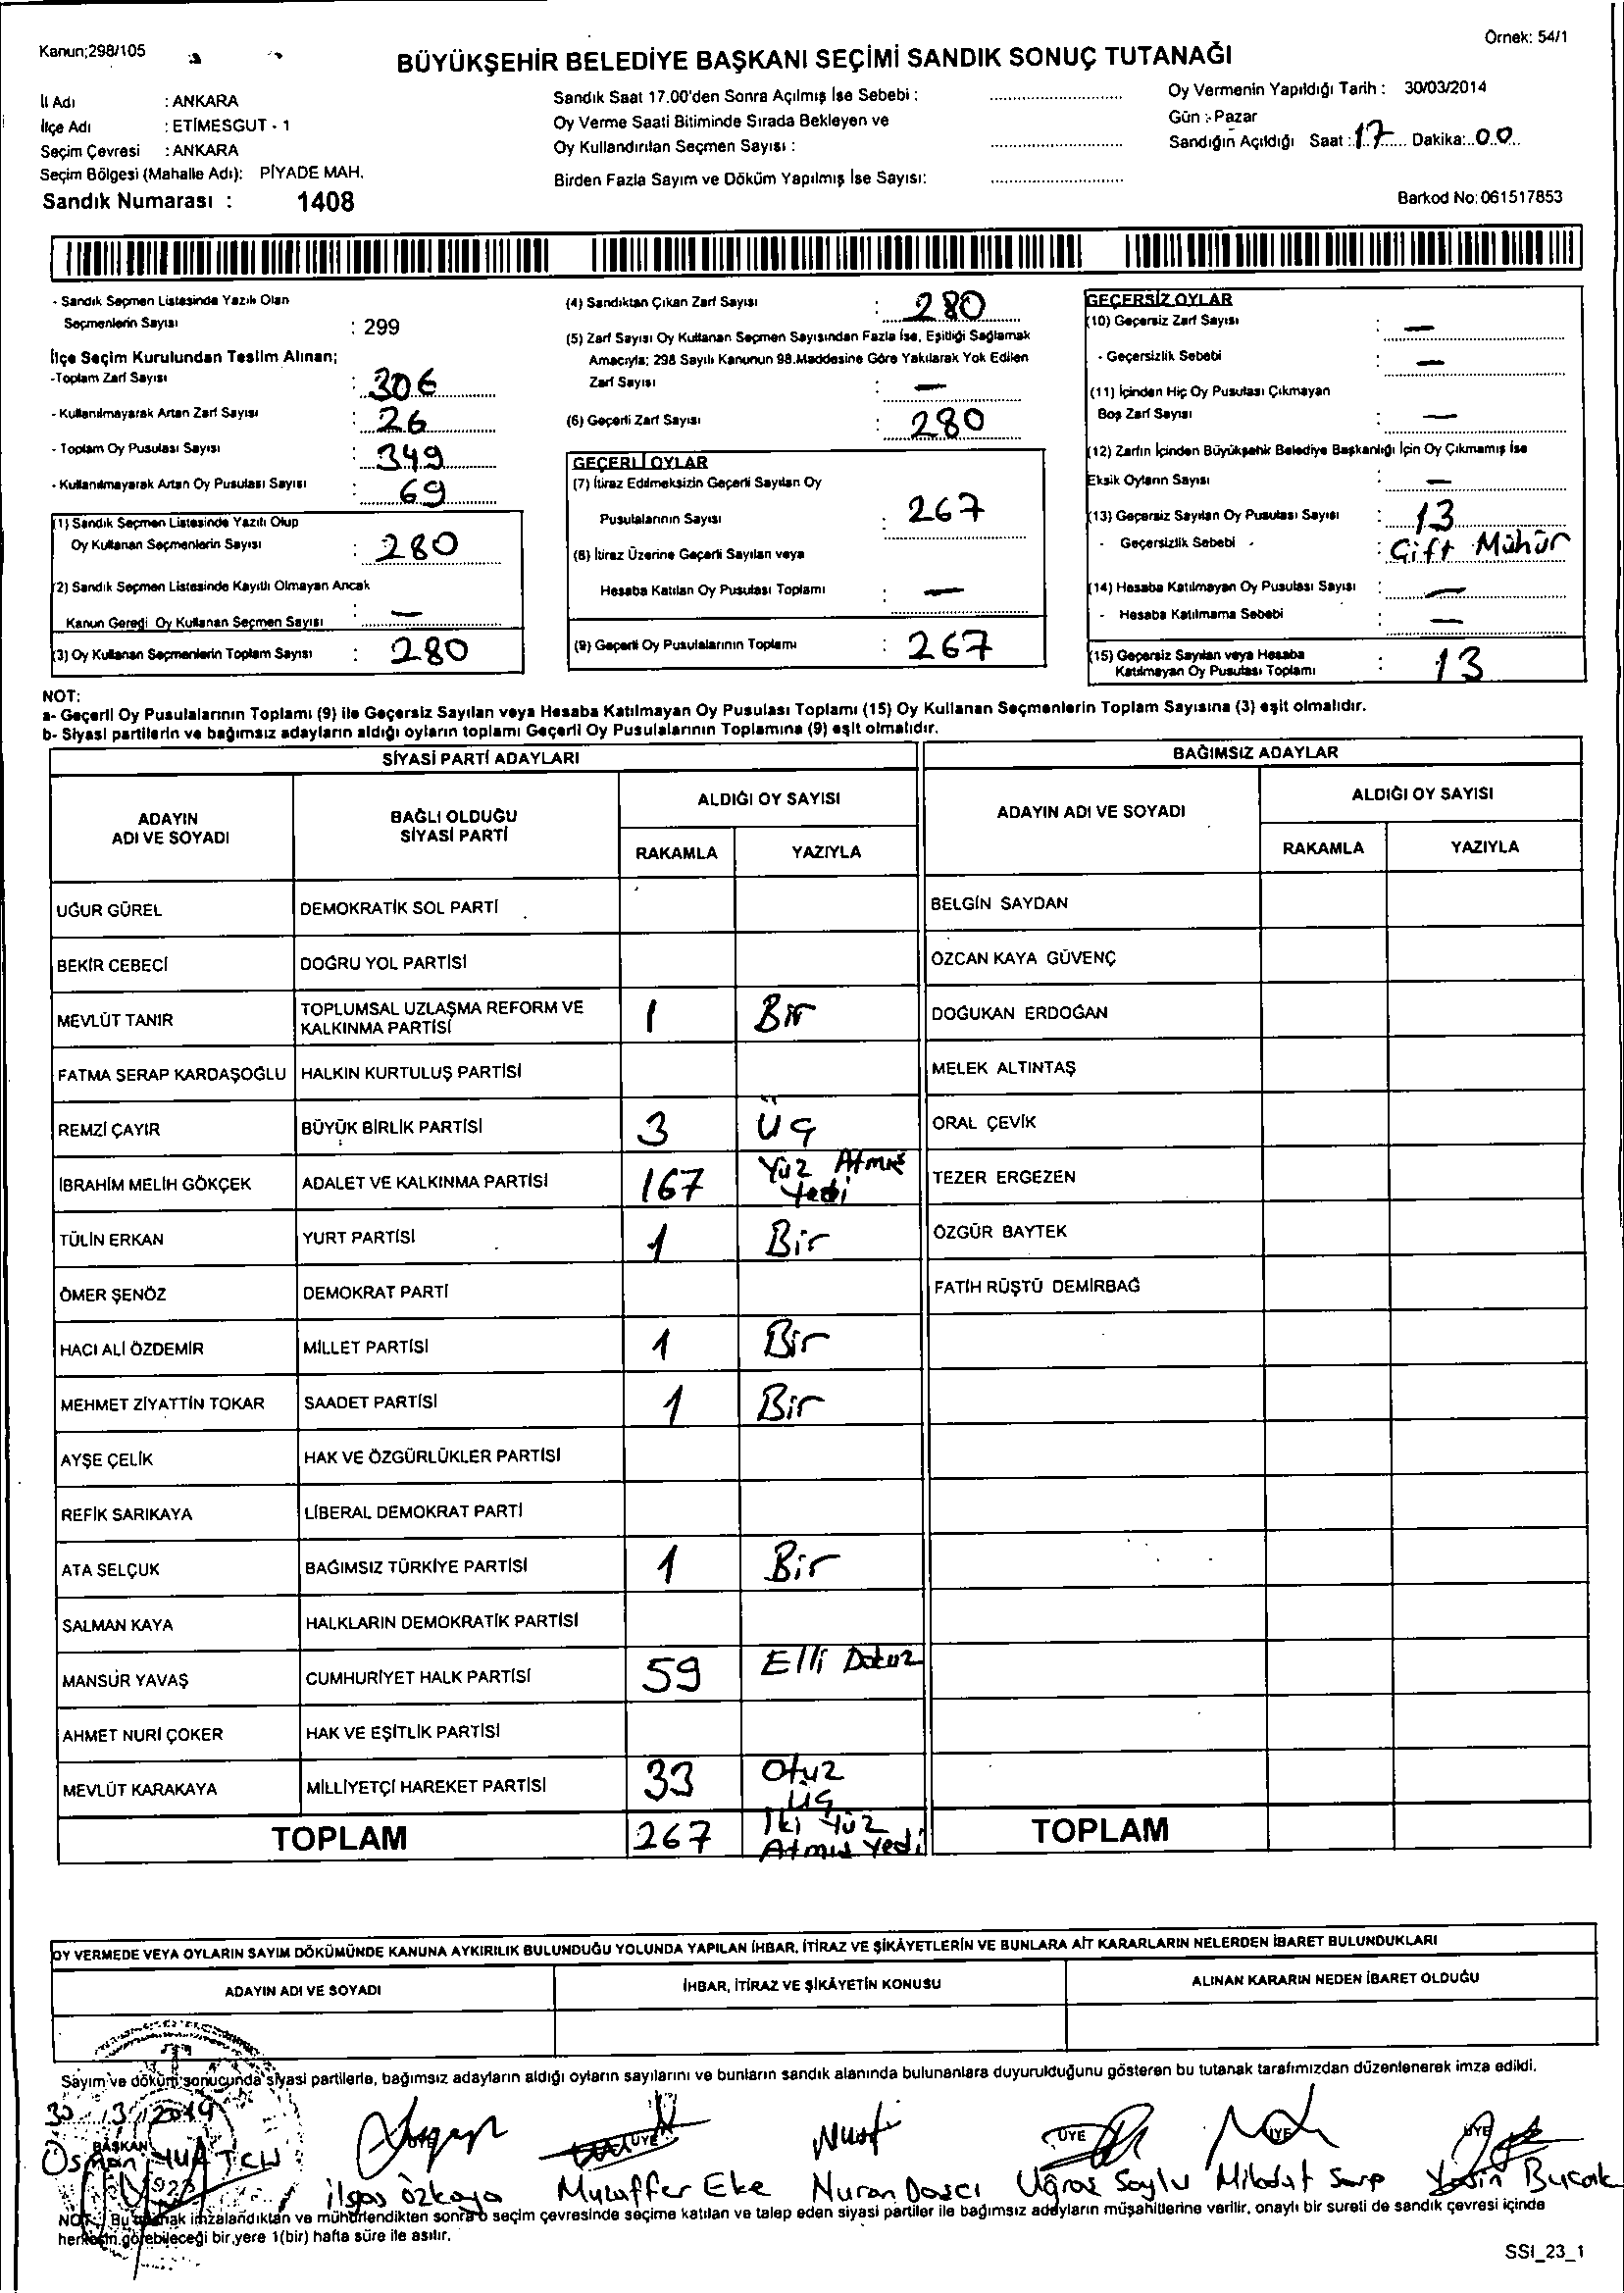 Kanun;298/105
Örnek: 54/1
BÜYÜKŞEHİR BELEDİYE BAŞKANI SEÇİMİ SANDIK SONUÇ TUTANAĞI
İl Adı : ANKARA
İlçe Adı : ETİMESGUT - 1
Seçim Çevresi : ANKARA
Seçim Bölgesi (Mahalle Adı): PİYADE MAH.
Sandık Numarası : 1408
Sandık Saat 17.00'den Sonra Açılmış İse Sebebi :
Oy Verme Saati Bitiminde Sırada Bekleyen ve
Oy Kullandırılan Seçmen Sayısı :
Birden Fazla Sayım ve Döküm Yapılmış İse Sayısı:
Oy Vermenin Yapıldığı Tarih : 30/03/2014
Gün : Pazar
Sandığın Açıldığı Saat : 17 Dakika: 00
Barkod No: 061517853
- Sandık Seçmen Listesinde Yazılı Olan
Seçmenlerin Sayısı : 299
İlçe Seçim Kurulundan Teslim Alınan;
-Toplam Zarf Sayısı : 306
- Kullanılmayarak Artan Zarf Sayısı : 26
- Toplam Oy Pusulası Sayısı : 349
- Kullanılmayarak Artan Oy Pusulası Sayısı : 69
(1) Sandık Seçmen Listesinde Yazılı Olup
Oy Kullanan Seçmenlerin Sayısı : 280
(2) Sandık Seçmen Listesinde Kayıtlı Olmayan Ancak
Kanun Gereği Oy Kullanan Seçmen Sayısı : —
(3) Oy Kullanan Seçmenlerin Toplam Sayısı : 280
(4) Sandıktan Çıkan Zarf Sayısı : 280
(5) Zarf Sayısı Oy Kullanan Seçmen Sayısından Fazla İse, Eşitliği Sağlamak
Amacıyla; 298 Sayılı Kanunun 98.Maddesine Göre Yakılarak Yok Edilen
Zarf Sayısı : —
(6) Geçerli Zarf Sayısı : 280
GEÇERLİ OYLAR
(7) İtiraz Edilmeksizin Geçerli Sayılan Oy
Pusulalarının Sayısı : 267
(8) İtiraz Üzerine Geçerli Sayılan veya
Hesaba Katılan Oy Pusulası Toplamı : —
(9) Geçerli Oy Pusulalarının Toplamı : 267
GEÇERSİZ OYLAR
(10) Geçersiz Zarf Sayısı : —
- Geçersizlik Sebebi : —
(11) İçinden Hiç Oy Pusulası Çıkmayan
Boş Zarf Sayısı : —
(12) Zarfın İçinden Büyükşehir Belediye Başkanlığı İçin Oy Çıkmamış İse
Eksik Oyların Sayısı : —
(13) Geçersiz Sayılan Oy Pusulası Sayısı : 13
- Geçersizlik Sebebi - : Çift Mühür
(14) Hesaba Katılmayan Oy Pusulası Sayısı : —
- Hesaba Katılmama Sebebi : —
(15) Geçersiz Sayılan veya Hesaba
Katılmayan Oy Pusulası Toplamı : 13
NOT:
a- Geçerli Oy Pusulalarının Toplamı (9) ile Geçersiz Sayılan veya Hesaba Katılmayan Oy Pusulası Toplamı (15) Oy Kullanan Seçmenlerin Toplam Sayısına (3) eşit olmalıdır.
b- Siyasi partilerin ve bağımsız adayların aldığı oyların toplamı Geçerli Oy Pusulalarının Toplamına (9) eşit olmalıdır.
SİYASİ PARTİ ADAYLARI
ADAYIN
ADI VE SOYADI
BAĞLI OLDUĞU
SİYASİ PARTİ
ALDIĞI OY SAYISI
RAKAMLA YAZIYLA
UĞUR GÜREL DEMOKRATİK SOL PARTİ
BEKİR CEBECİ DOĞRU YOL PARTİSİ
MEVLÜT TANIR TOPLUMSAL UZLAŞMA REFORM VE
KALKINMA PARTİSİ 1 Bir
FATMA SERAP KARDAŞOĞLU HALKIN KURTULUŞ PARTİSİ
REMZİ ÇAYIR BÜYÜK BİRLİK PARTİSİ 3 Üç
İBRAHİM MELİH GÖKÇEK ADALET VE KALKINMA PARTİSİ 167 Yüz Atmış
Yedi
TÜLİN ERKAN YURT PARTİSİ 1 Bir
ÖMER ŞENÖZ DEMOKRAT PARTİ
HACI ALİ ÖZDEMİR MİLLET PARTİSİ 1 Bir
MEHMET ZİYATTİN TOKAR SAADET PARTİSİ 1 Bir
AYŞE ÇELİK HAK VE ÖZGÜRLÜKLER PARTİSİ
REFİK SARIKAYA LİBERAL DEMOKRAT PARTİ
ATA SELÇUK BAĞIMSIZ TÜRKİYE PARTİSİ 1 Bir
SALMAN KAYA HALKLARIN DEMOKRATİK PARTİSİ
MANSUR YAVAŞ CUMHURİYET HALK PARTİSİ 59 Elli Dokuz
AHMET NURİ ÇOKER HAK VE EŞİTLİK PARTİSİ
MEVLÜT KARAKAYA MİLLİYETÇİ HAREKET PARTİSİ 33 Otuz
üç
TOPLAM 267 İki Yüz
Atmış Yedi
BAĞIMSIZ ADAYLAR
ADAYIN ADI VE SOYADI
ALDIĞI OY SAYISI
RAKAMLA YAZIYLA
BELGİN SAYDAN
ÖZCAN KAYA GÜVENÇ
DOĞUKAN ERDOĞAN
MELEK ALTINTAŞ
ORAL ÇEVİK
TEZER ERGEZEN
ÖZGÜR BAYTEK
FATİH RÜŞTÜ DEMİRBAĞ
TOPLAM
OY VERMEDE VEYA OYLARIN SAYIM DÖKÜMÜNDE KANUNA AYKIRILIK BULUNDUĞU YOLUNDA YAPILAN İHBAR, İTİRAZ VE ŞİKÂYETLERİN VE BUNLARA AİT KARARLARIN NELERDEN İBARET BULUNDUKLARI
ADAYIN ADI VE SOYADI İHBAR, İTİRAZ VE ŞİKÂYETİN KONUSU ALINAN KARARIN NEDEN İBARET OLDUĞU
Sayım ve döküm sonucunda siyasi partilerle, bağımsız adayların aldığı oyların sayılarını ve bunların sandık alanında bulunanlara duyurulduğunu gösteren bu tutanak tarafımızdan düzenlenerek imza edildi.
30/3/2014
BAŞKAN ÜYE ÜYE ÜYE ÜYE ÜYE
Osman
ilgas özkaya Muzaffer Eke Nuran Davcı Uğraş Soylu Mihdat Sarp Yasin Bucak
NOT : Bu tutanak imzalandıktan ve mühürlendikten sonra o seçim çevresinde seçime katılan ve talep eden siyasi partiler ile bağımsız adayların müşahitlerine verilir, onaylı bir sureti de sandık çevresi içinde
herkesin görebileceği bir yere 1(bir) hafta süre ile asılır.
SSI_23_1